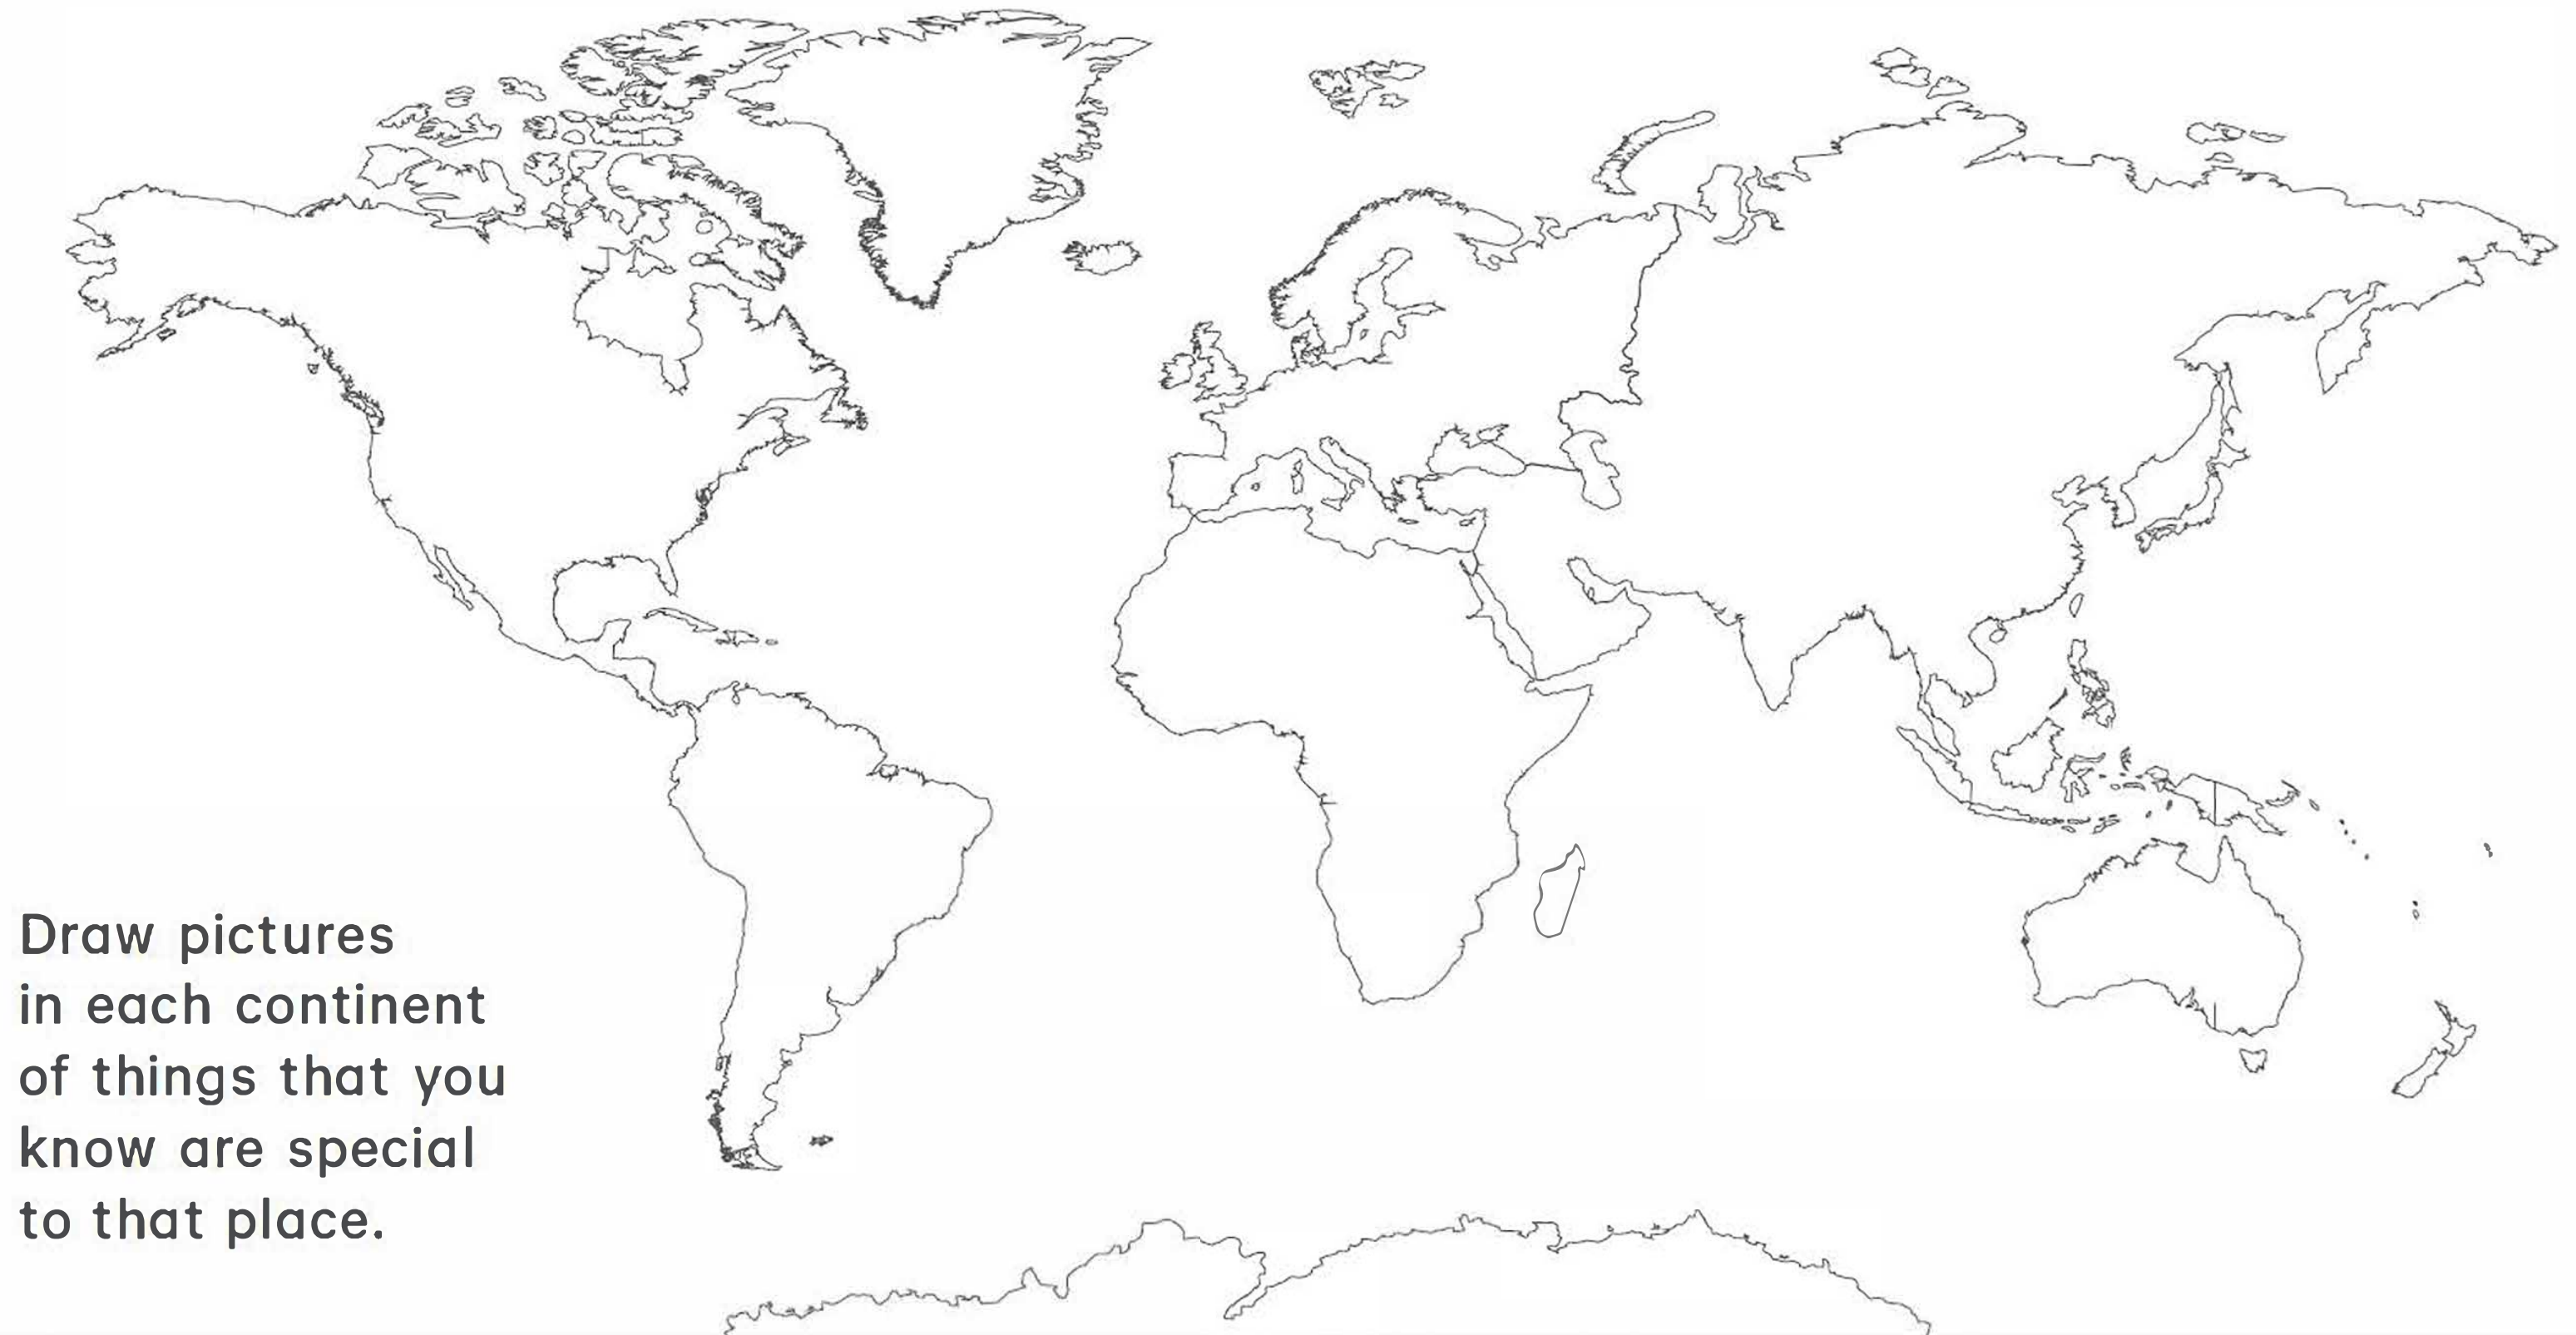 Draw pictures
in each continent
of things that you
know are special
to that place.